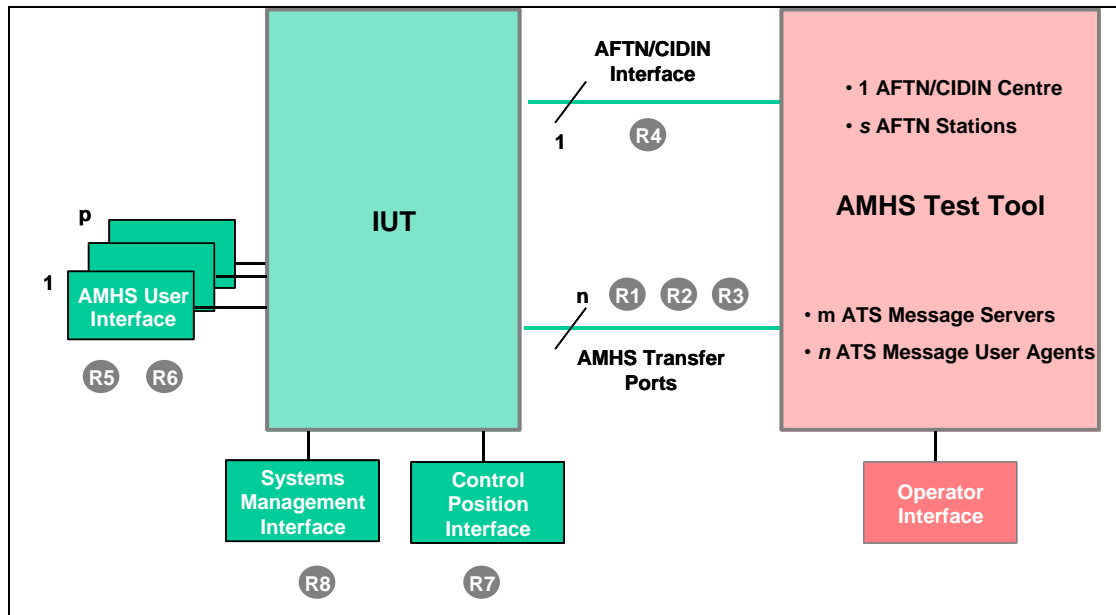 AFTN/CIDIN
Interface
1
R4
• 1 AFTN/CIDIN Centre
• s AFTN Stations
IUT
AMHS Test Tool
p
1
AMHS User
Interface
R5 R6
n
R1 R2 R3
AMHS Transfer
Ports
• m ATS Message Servers
• n ATS Message User Agents
Systems
Management
Interface
Control
Position
Interface
Operator
Interface
R8
R7